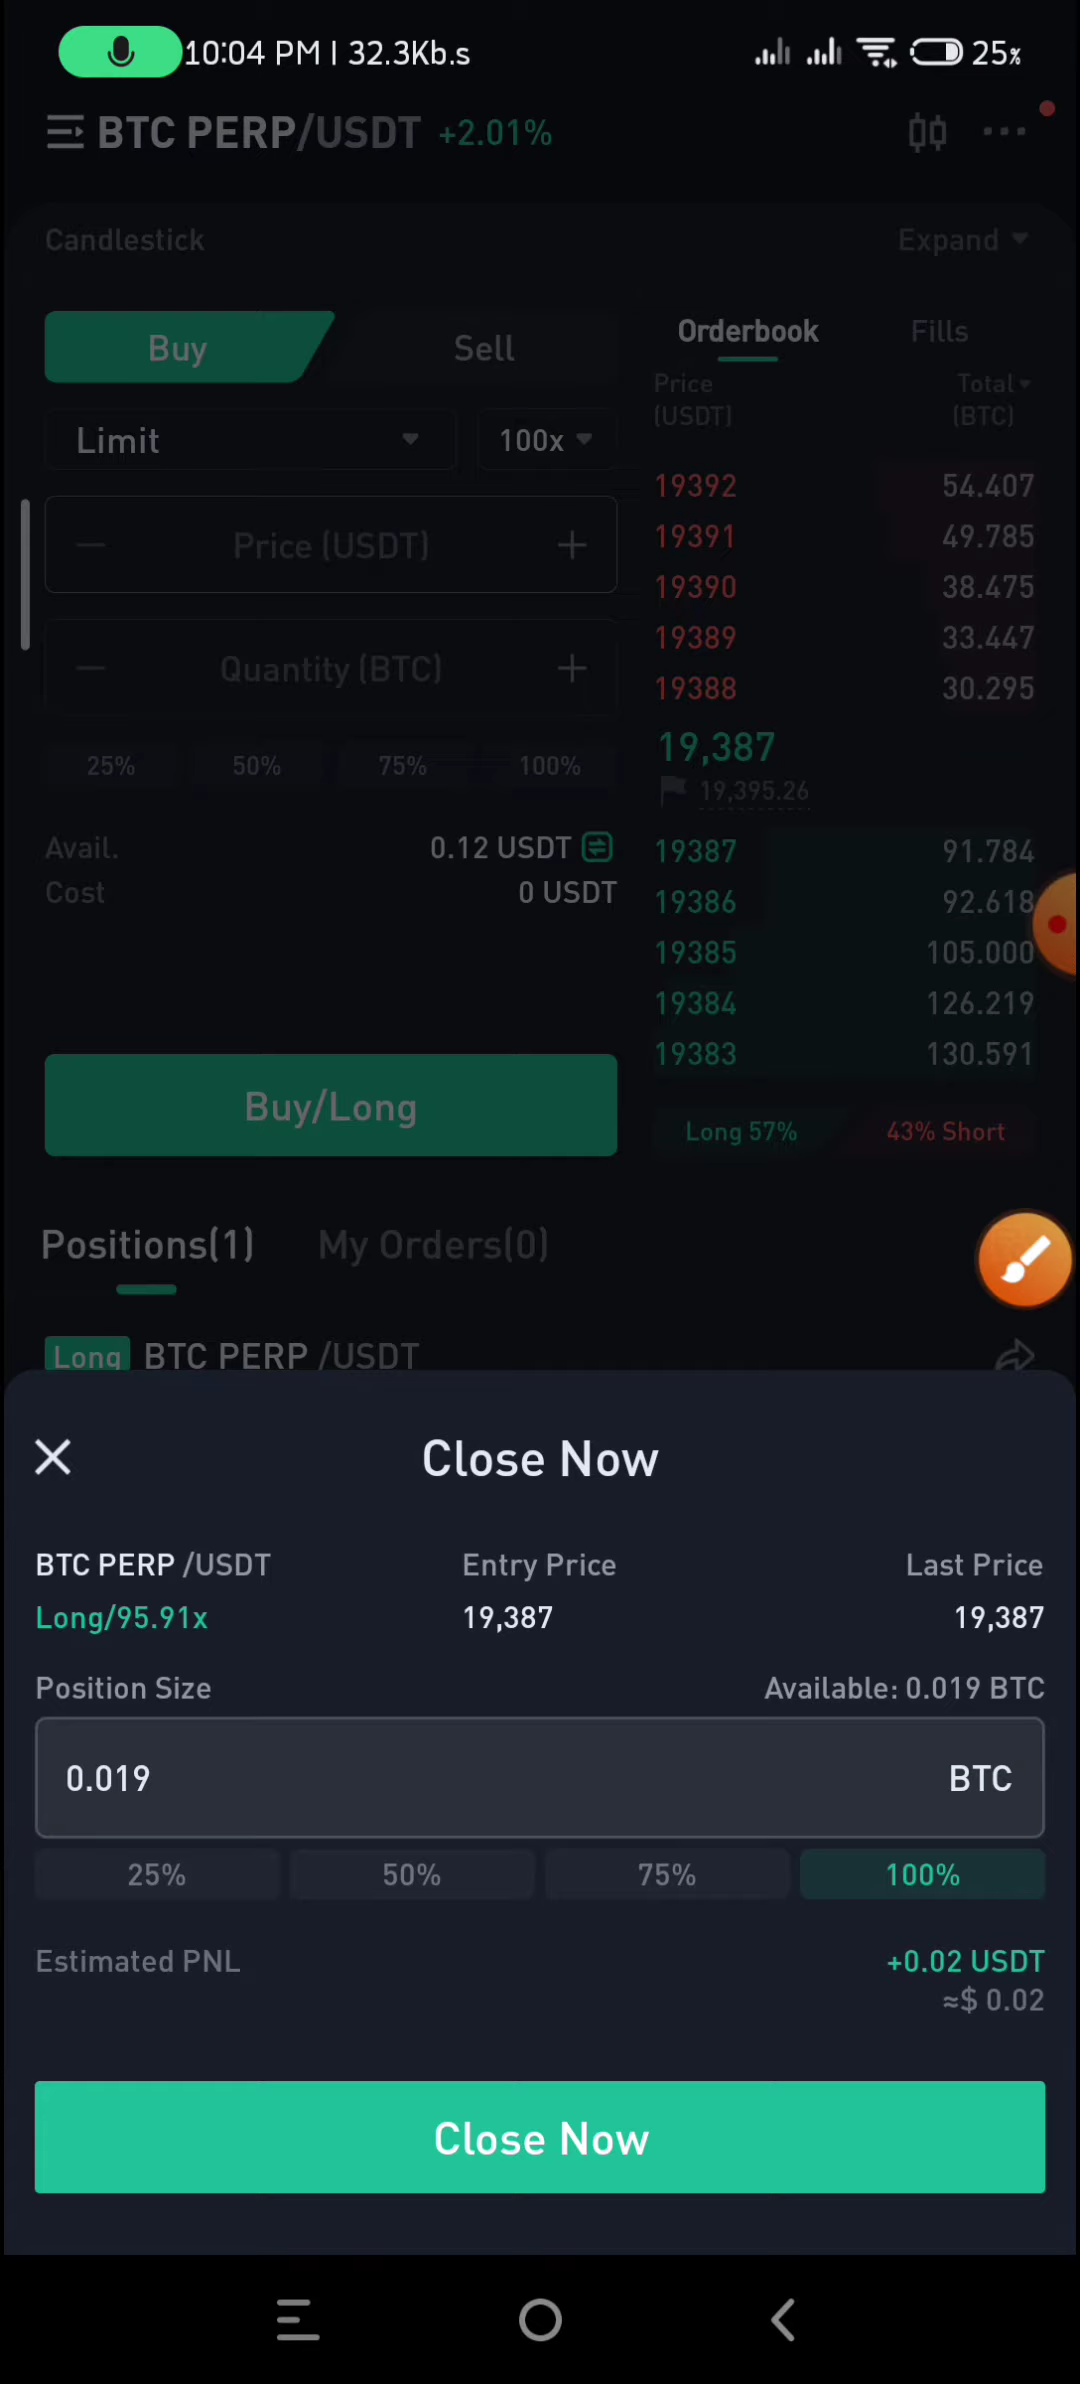 10:04 PM | 32.3Kb.s 25%
BTC PERP/USDT +2.01%
Candlestick Expand
Buy Sell
Orderbook Fills
Price (USDT) Total (BTC)
Limit 100x
19392 54.407
Price (USDT)
19391 49.785
19390 38.475
Quantity (BTC)
19389 33.447
19388 30.295
25% 50% 75% 100%
19,387
19,395.26
Avail. 0.12 USDT
Cost 0 USDT
19387 91.784
19386 92.618
19385 105.000
19384 126.219
19383 130.591
Buy/Long
Long 57% 43% Short
Positions(1) My Orders(0)
Long BTC PERP /USDT
Close Now
BTC PERP /USDT Entry Price Last Price
Long/95.91x 19,387 19,387
Position Size Available: 0.019 BTC
0.019 BTC
25% 50% 75% 100%
Estimated PNL +0.02 USDT
≈$ 0.02
Close Now